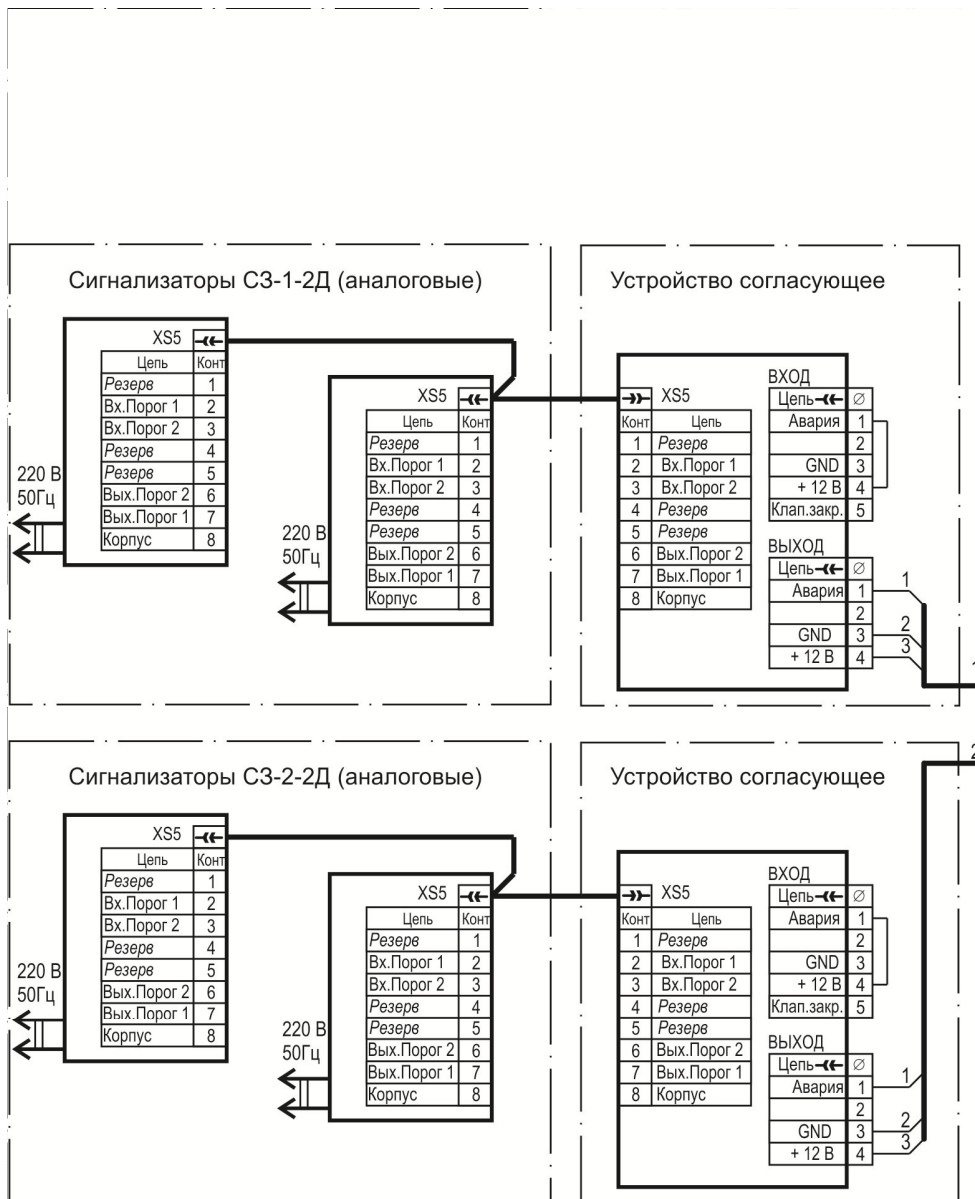 Сигнализаторы СЗ-1-2Д (аналоговые)
XS5
Цепь Конт
Резерв 1
Вх.Порог 1 2
Вх.Порог 2 3
Резерв 4
Резерв 5
Вых.Порог 2 6
Вых.Порог 1 7
Корпус 8
220 В
50Гц
XS5
Цепь Конт
Резерв 1
Вх.Порог 1 2
Вх.Порог 2 3
Резерв 4
Резерв 5
Вых.Порог 2 6
Вых.Порог 1 7
Корпус 8
220 В
50Гц
Устройство согласующее
XS5
Конт Цепь
1 Резерв
2 Вх.Порог 1
3 Вх.Порог 2
4 Резерв
5 Резерв
6 Вых.Порог 2
7 Вых.Порог 1
8 Корпус
ВХОД
Цепь ∅
Авария 1
2
GND 3
+ 12 В 4
Клап.закр. 5
ВЫХОД
Цепь ∅
Авария 1
2
GND 3
+ 12 В 4
1
2
3
Сигнализаторы СЗ-2-2Д (аналоговые)
XS5
Цепь Конт
Резерв 1
Вх.Порог 1 2
Вх.Порог 2 3
Резерв 4
Резерв 5
Вых.Порог 2 6
Вых.Порог 1 7
Корпус 8
220 В
50Гц
XS5
Цепь Конт
Резерв 1
Вх.Порог 1 2
Вх.Порог 2 3
Резерв 4
Резерв 5
Вых.Порог 2 6
Вых.Порог 1 7
Корпус 8
220 В
50Гц
2
Устройство согласующее
XS5
Конт Цепь
1 Резерв
2 Вх.Порог 1
3 Вх.Порог 2
4 Резерв
5 Резерв
6 Вых.Порог 2
7 Вых.Порог 1
8 Корпус
ВХОД
Цепь ∅
Авария 1
2
GND 3
+ 12 В 4
Клап.закр. 5
ВЫХОД
Цепь ∅
Авария 1
2
GND 3
+ 12 В 4
1
2
3